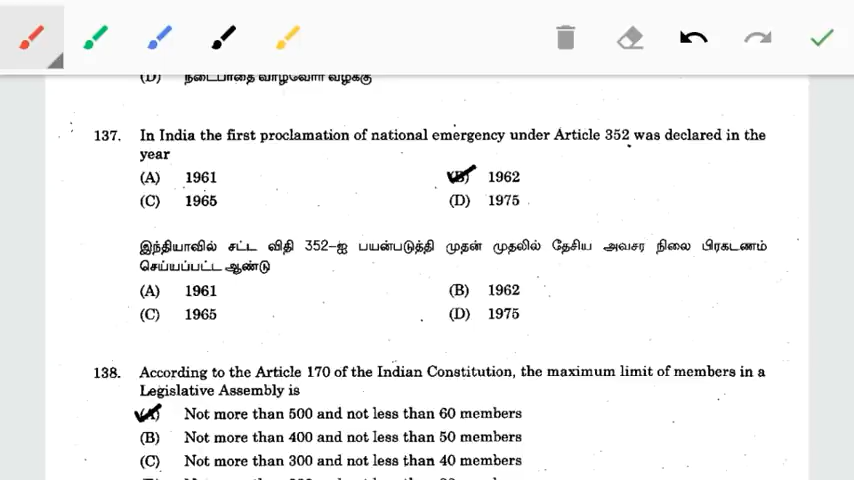 (D) நடைபாதை வாழ்வோர் வழக்கு
137. In India the first proclamation of national emergency under Article 352 was declared in the
year
(A) 1961 (B) 1962
(C) 1965 (D) 1975
இந்தியாவில் சட்ட விதி 352-ஐ பயன்படுத்தி முதன் முதலில் தேசிய அவசர நிலை பிரகடணம்
செய்யப்பட்ட ஆண்டு
(A) 1961 (B) 1962
(C) 1965 (D) 1975
138. According to the Article 170 of the Indian Constitution, the maximum limit of members in a
Legislative Assembly is
(A) Not more than 500 and not less than 60 members
(B) Not more than 400 and not less than 50 members
(C) Not more than 300 and not less than 40 members